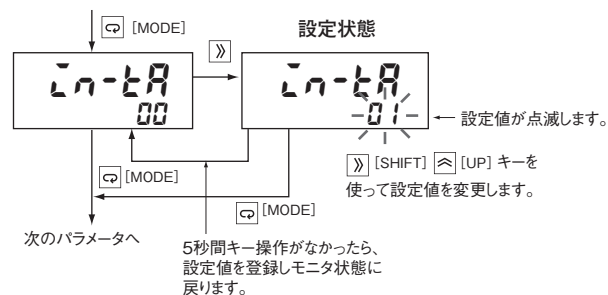 [MODE]
設定状態
in-tA
00
in-tA
01
設定値が点滅します。
[SHIFT] [UP] キーを
使って設定値を変更します。
[MODE]
[MODE]
次のパラメータへ
5秒間キー操作がなかったら、
設定値を登録しモニタ状態に
戻ります。